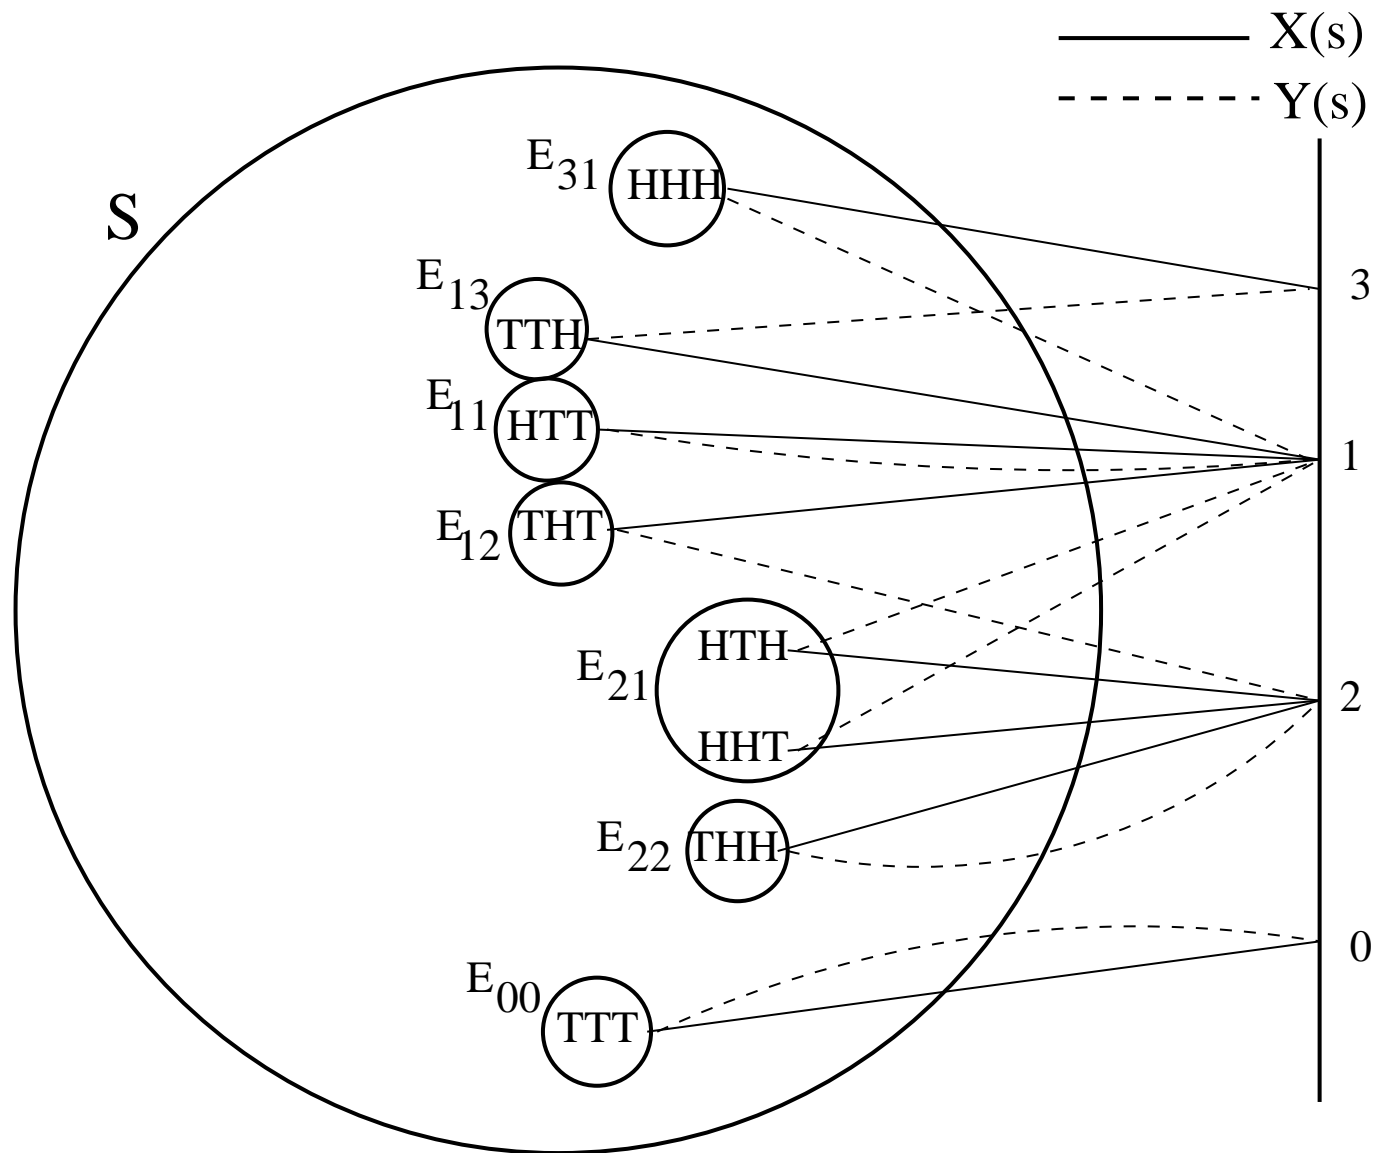 X(s)
Y(s)
S
E31 HHH
3
E13 TTH
E11 HTT
1
E12 THT
HTH
E21
2
HHT
E22 THH
0
E00 TTT